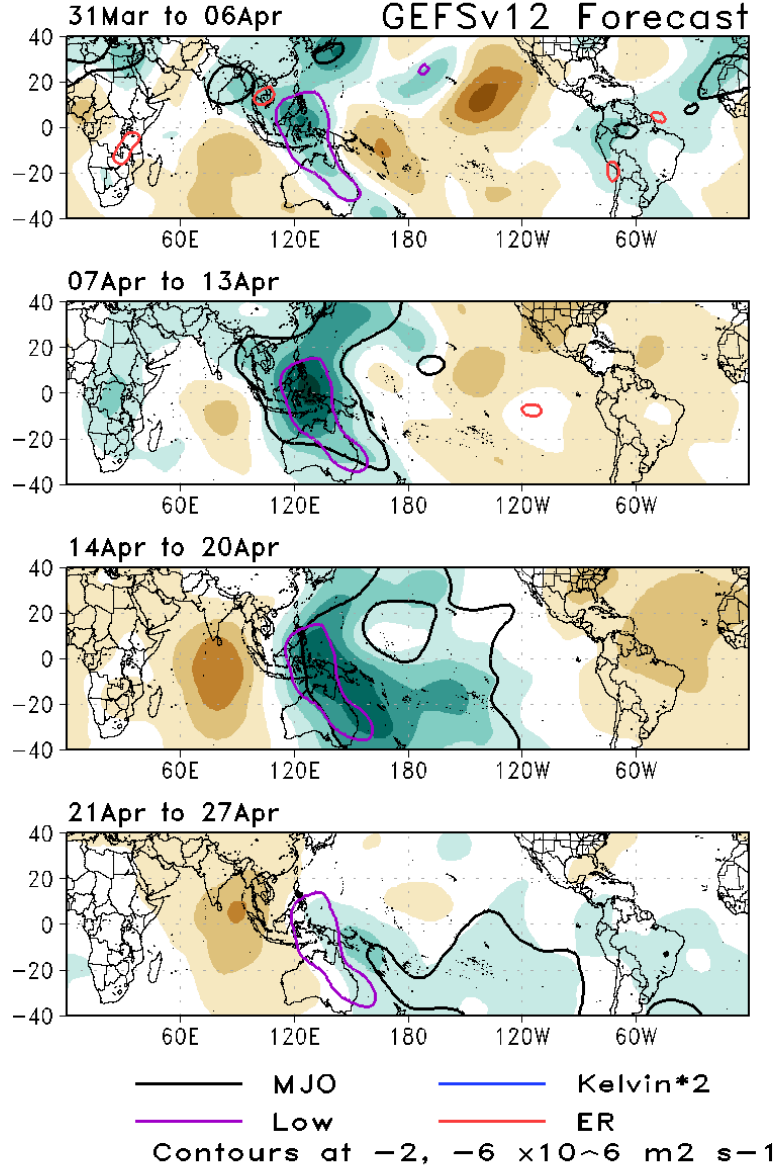 31Mar to 06Apr GEFSv12 Forecast
40
20
0
−20
−40
60E 120E 180 120W 60W
07Apr to 13Apr
40
20
0
−20
−40
60E 120E 180 120W 60W
14Apr to 20Apr
40
20
0
−20
−40
60E 120E 180 120W 60W
21Apr to 27Apr
40
20
0
−20
−40
60E 120E 180 120W 60W
MJO Kelvin*2
Low ER
Contours at −2, −6 x10^6 m2 s−1